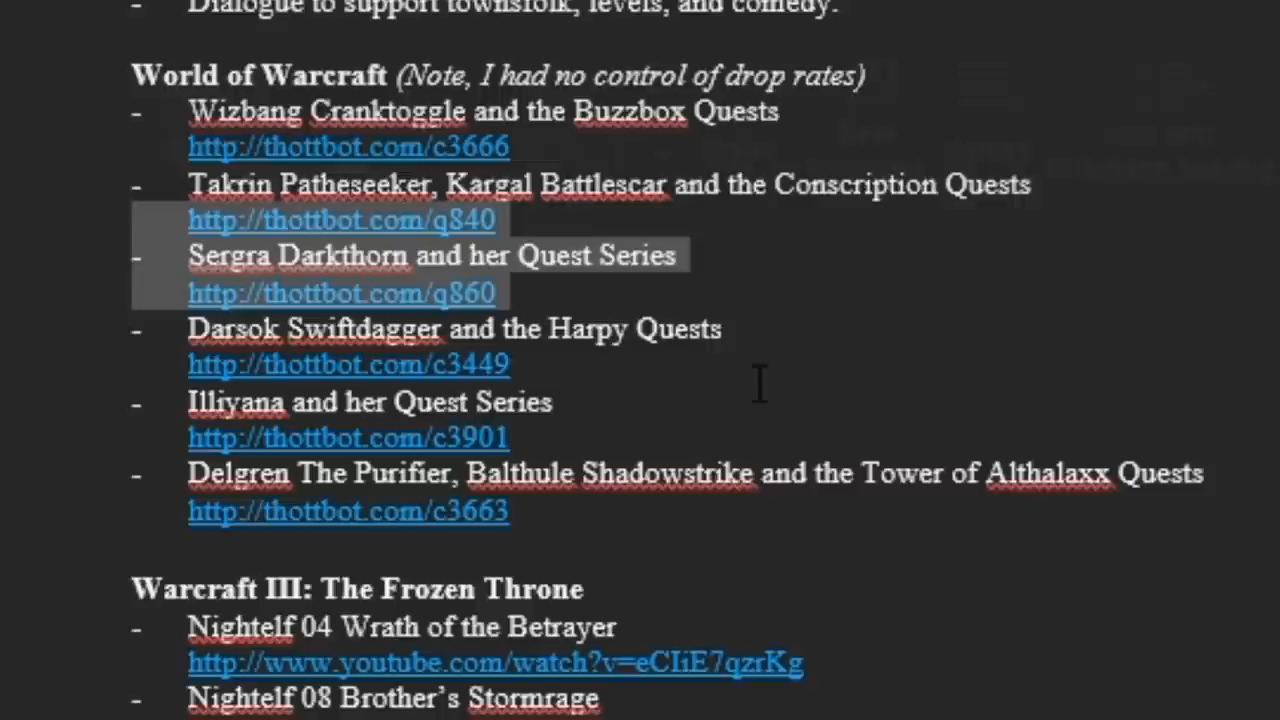 - Dialogue to support townsfolk, levels, and comedy.
World of Warcraft (Note, I had no control of drop rates)
- Wizbang Cranktoggle and the Buzzbox Quests
http://thottbot.com/c3666
- Takrin Patheseeker, Kargal Battlescar and the Conscription Quests
http://thottbot.com/q840
- Sergra Darkthorn and her Quest Series
http://thottbot.com/q860
- Darsok Swiftdagger and the Harpy Quests
http://thottbot.com/c3449
- Illiyana and her Quest Series
http://thottbot.com/c3901
- Delgren The Purifier, Balthule Shadowstrike and the Tower of Althalaxx Quests
http://thottbot.com/c3663
Warcraft III: The Frozen Throne
- Nightelf 04 Wrath of the Betrayer
http://www.youtube.com/watch?v=eCIiE7qzrKg
- Nightelf 08 Brother’s Stormrage